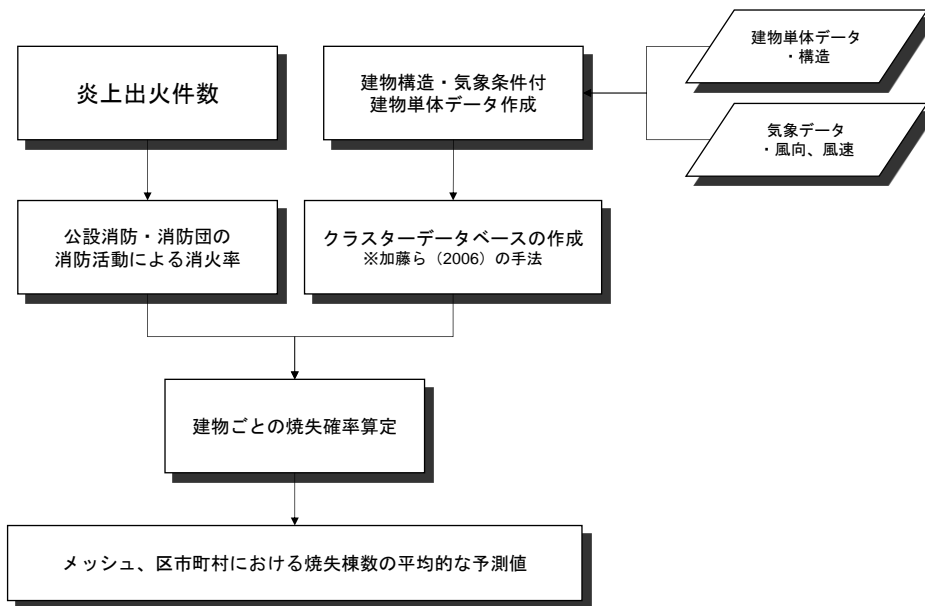 炎上出火件数
建物構造・気象条件付
建物単体データ作成
建物単体データ
・構造
気象データ
・風向、風速
公設消防・消防団の
消防活動による消火率
クラスターデータベースの作成
※加藤ら（2006）の手法
建物ごとの焼失確率算定
メッシュ、区市町村における焼失棟数の平均的な予測値